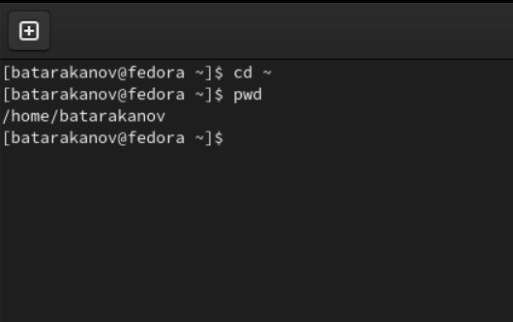 [batarakanov@fedora ~]$ cd ~
[batarakanov@fedora ~]$ pwd
/home/batarakanov
[batarakanov@fedora ~]$